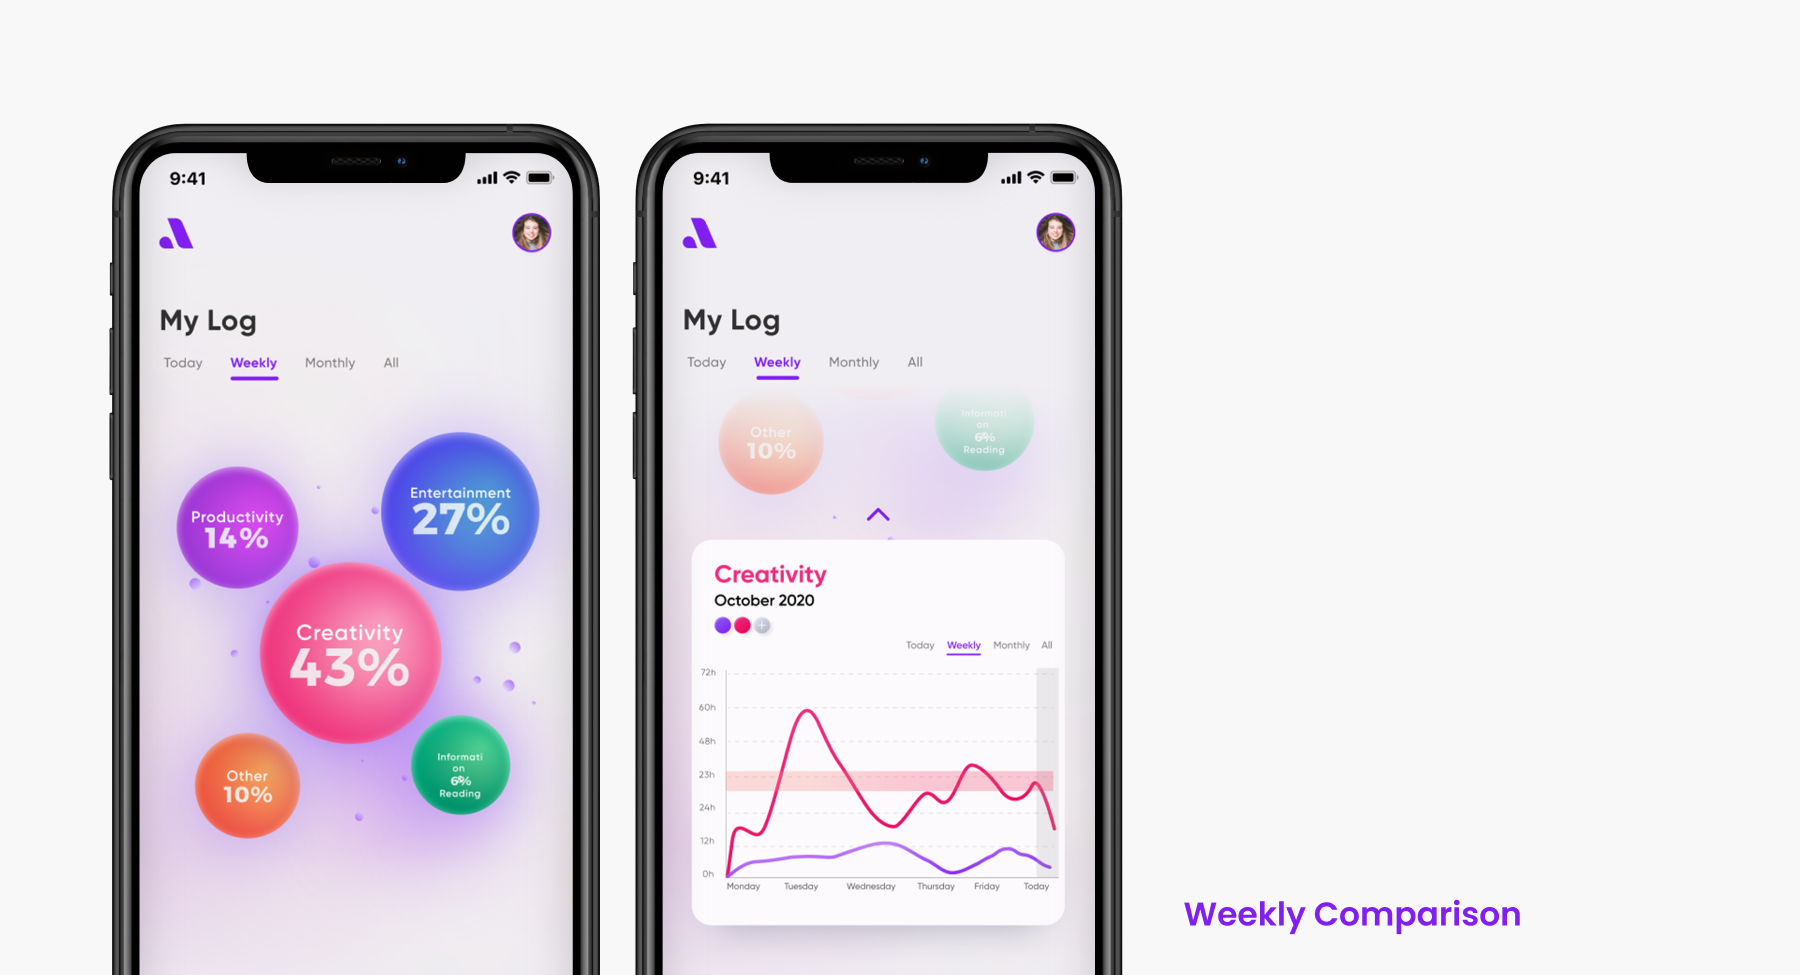 9:41
My Log
Today Weekly Monthly All
Productivity
14%
Entertainment
27%
Creativity
43%
Other
10%
Informati
on
6%
Reading
9:41
My Log
Today Weekly Monthly All
Other
10%
Informati
on
6%
Reading
Creativity
October 2020
Today Weekly Monthly All
72h
60h
48h
23h
24h
12h
0h
Monday Tuesday Wednesday Thursday Friday Today
Weekly Comparison